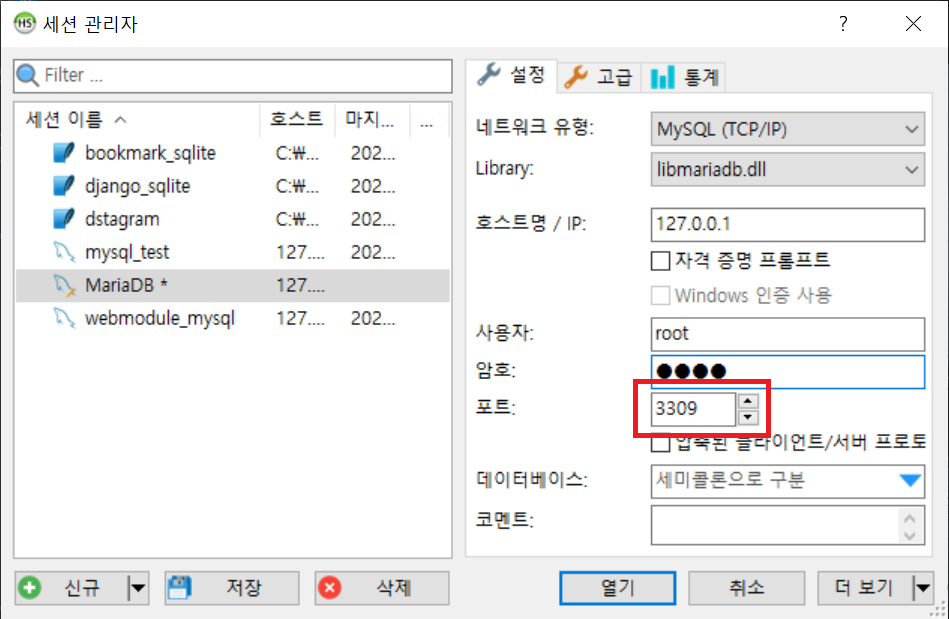 HS 세션 관리자 ?
Filter ...
세션 이름 호스트 마지... ...
bookmark_sqlite C:₩... 202...
django_sqlite C:₩... 202...
dstagram C:₩... 202...
mysql_test 127.... 202...
MariaDB * 127....
webmodule_mysql 127.... 202...
설정 고급 통계
네트워크 유형: MySQL (TCP/IP)
Library: libmariadb.dll
호스트명 / IP: 127.0.0.1
자격 증명 프롬프트
Windows 인증 사용
사용자: root
암호: ●●●●
포트: 3309
압축된 클라이언트/서버 프로토
데이터베이스: 세미콜론으로 구분
코멘트:
신규 저장 삭제 열기 취소 더 보기